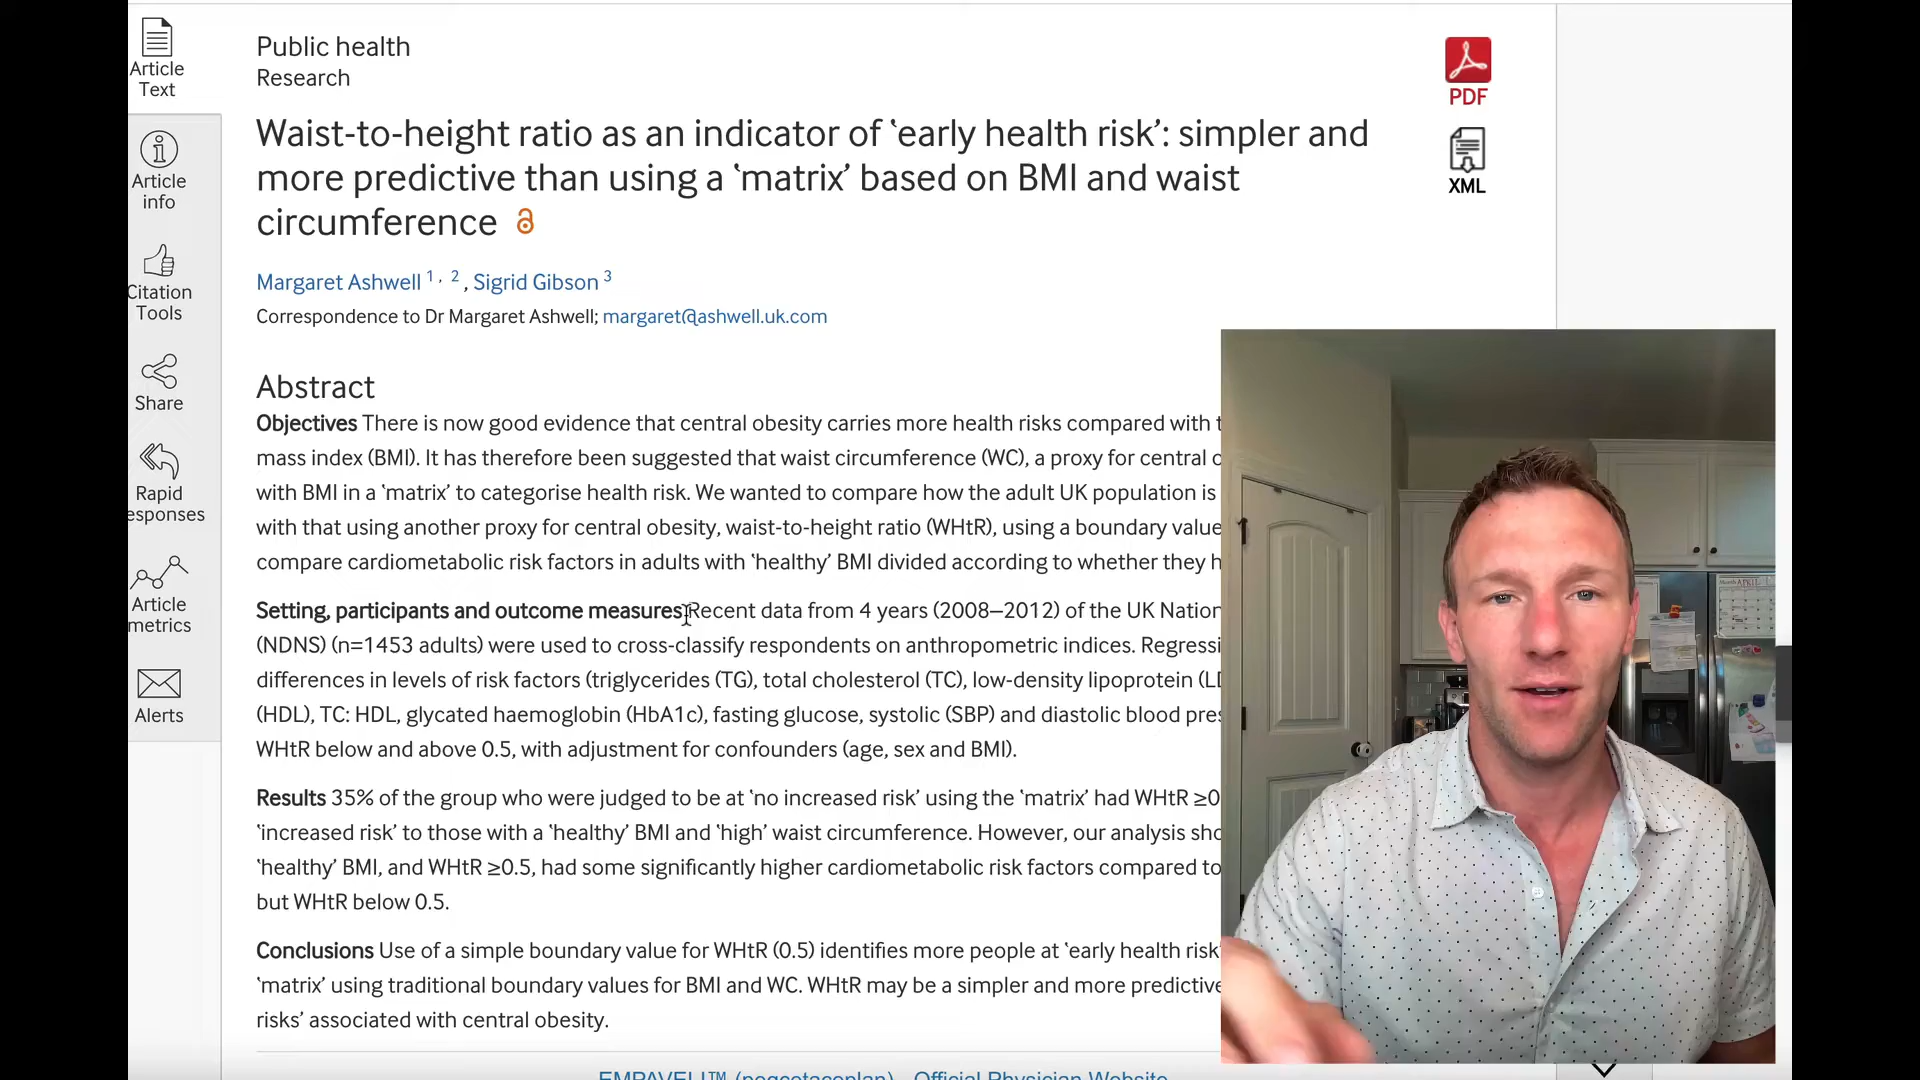 Article
Text
Article
info
Citation
Tools
Share
Rapid
esponses
Article
metrics
Alerts
Public health
Research
PDF
XML
Waist-to-height ratio as an indicator of ‘early health risk’: simpler and
more predictive than using a ‘matrix’ based on BMI and waist
circumference
Margaret Ashwell 1, 2, Sigrid Gibson 3
Correspondence to Dr Margaret Ashwell; margaret@ashwell.uk.com
Abstract
Objectives There is now good evidence that central obesity carries more health risks compared with
mass index (BMI). It has therefore been suggested that waist circumference (WC), a proxy for central
with BMI in a ‘matrix’ to categorise health risk. We wanted to compare how the adult UK population is
with that using another proxy for central obesity, waist-to-height ratio (WHtR), using a boundary value
compare cardiometabolic risk factors in adults with ‘healthy’ BMI divided according to whether they
Setting, participants and outcome measures Recent data from 4 years (2008–2012) of the UK Nation
(NDNS) (n=1453 adults) were used to cross-classify respondents on anthropometric indices. Regressi
differences in levels of risk factors (triglycerides (TG), total cholesterol (TC), low-density lipoprotein
(HDL), TC: HDL, glycated haemoglobin (HbA1c), fasting glucose, systolic (SBP) and diastolic blood pres
WHtR below and above 0.5, with adjustment for confounders (age, sex and BMI).
Results 35% of the group who were judged to be at ‘no increased risk’ using the ‘matrix’ had WHtR ≥0
‘increased risk’ to those with a ‘healthy’ BMI and ‘high’ waist circumference. However, our analysis sho
‘healthy’ BMI, and WHtR ≥0.5, had some significantly higher cardiometabolic risk factors compared to
but WHtR below 0.5.
Conclusions Use of a simple boundary value for WHtR (0.5) identifies more people at ‘early health risk’
‘matrix’ using traditional boundary values for BMI and WC. WHtR may be a simpler and more predictive
risks’ associated with central obesity.
EMPAVELI™ (pegcetacoplan) - Official Physician Website
APRIL